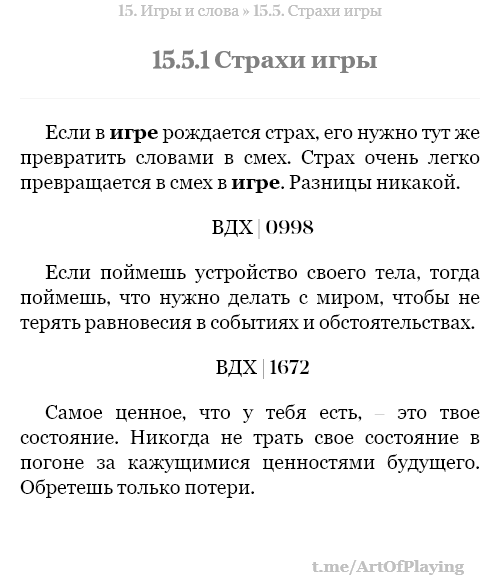 15. Игры и слова » 15.5. Страхи игры
15.5.1 Страхи игры
Если в игре рождается страх, его нужно тут же
превратить словами в смех. Страх очень легко
превращается в смех в игре. Разницы никакой.
ВДХ | 0998
Если поймешь устройство своего тела, тогда
поймешь, что нужно делать с миром, чтобы не
терять равновесия в событиях и обстоятельствах.
ВДХ | 1672
Самое ценное, что у тебя есть, – это твое
состояние. Никогда не трать свое состояние в
погоне за кажущимися ценностями будущего.
Обретешь только потери.
t.me/ArtOfPlaying